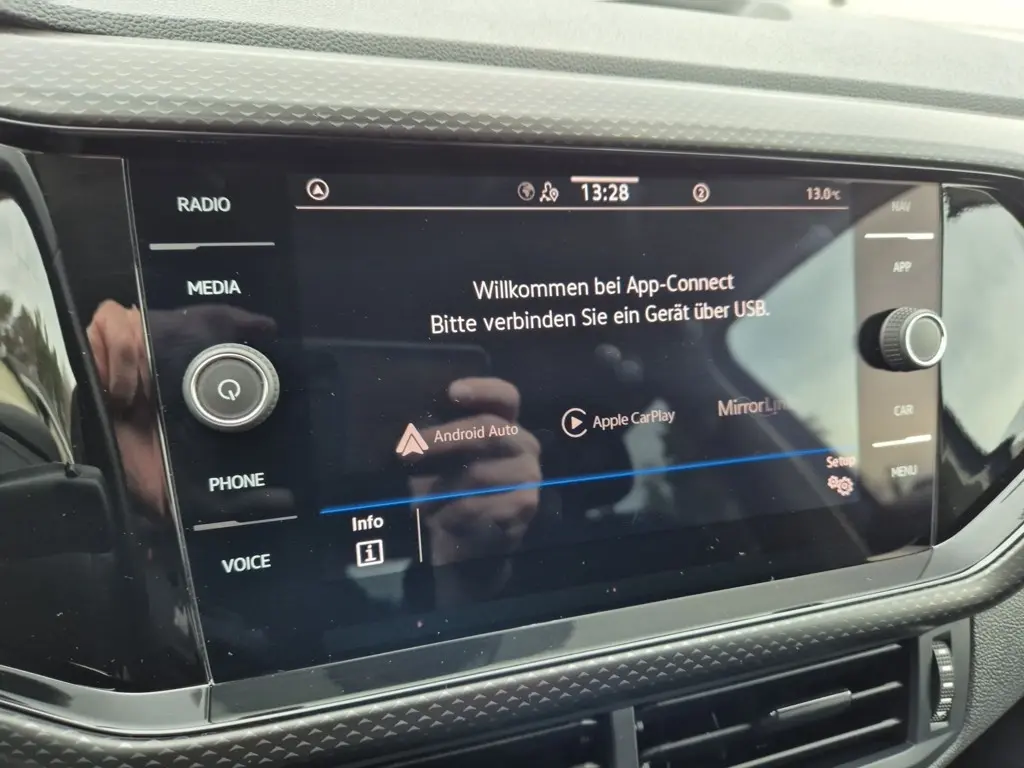 RADIO
MEDIA
PHONE
VOICE
13:28
2
13.0°C
Willkommen bei App-Connect
Bitte verbinden Sie ein Gerät über USB.
Android Auto
Apple CarPlay
MirrorLink
Setup
Info
i
NAV
APP
CAR
MENU